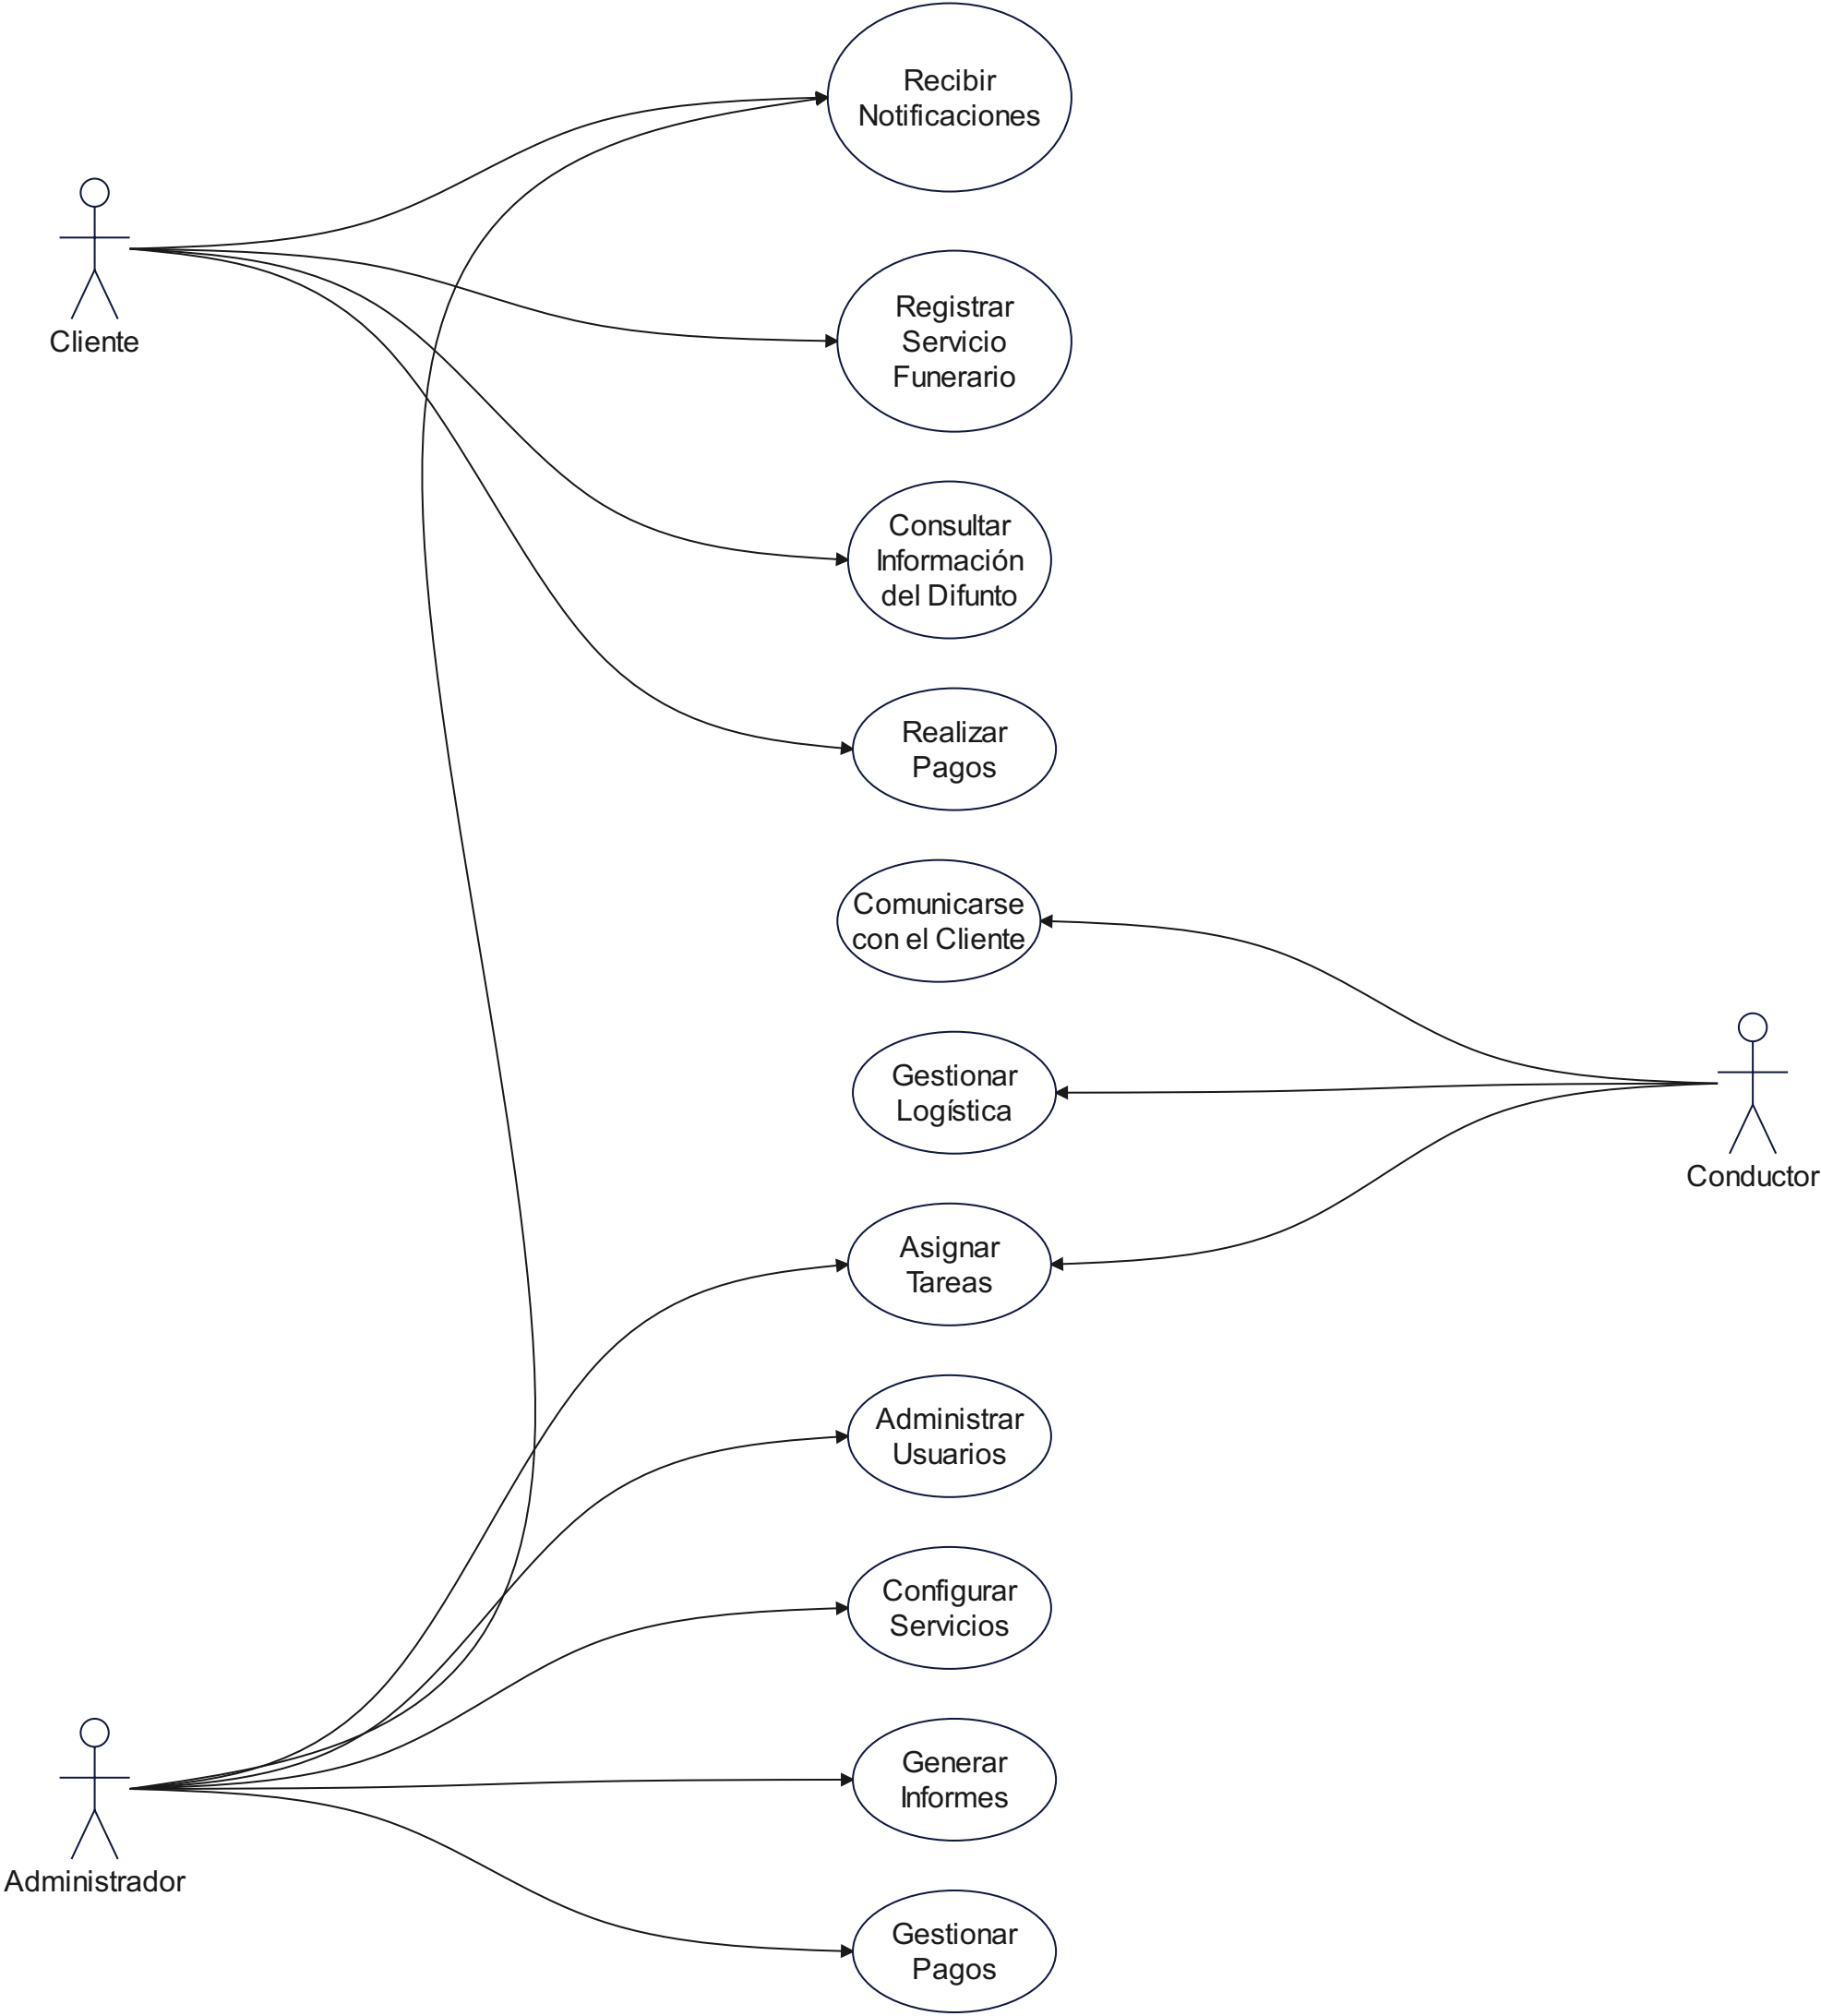 Recibir
Notificaciones
Registrar
Servicio
Funerario
Cliente
Consultar
Información
del Difunto
Realizar
Pagos
Comunicarse
con el Cliente
Gestionar
Logística
Conductor
Asignar
Tareas
Administrar
Usuarios
Configurar
Servicios
Generar
Informes
Administrador
Gestionar
Pagos